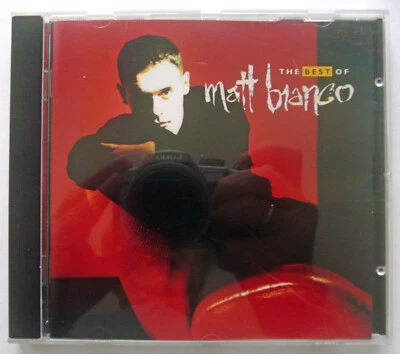 THE BEST OF
matt bianco